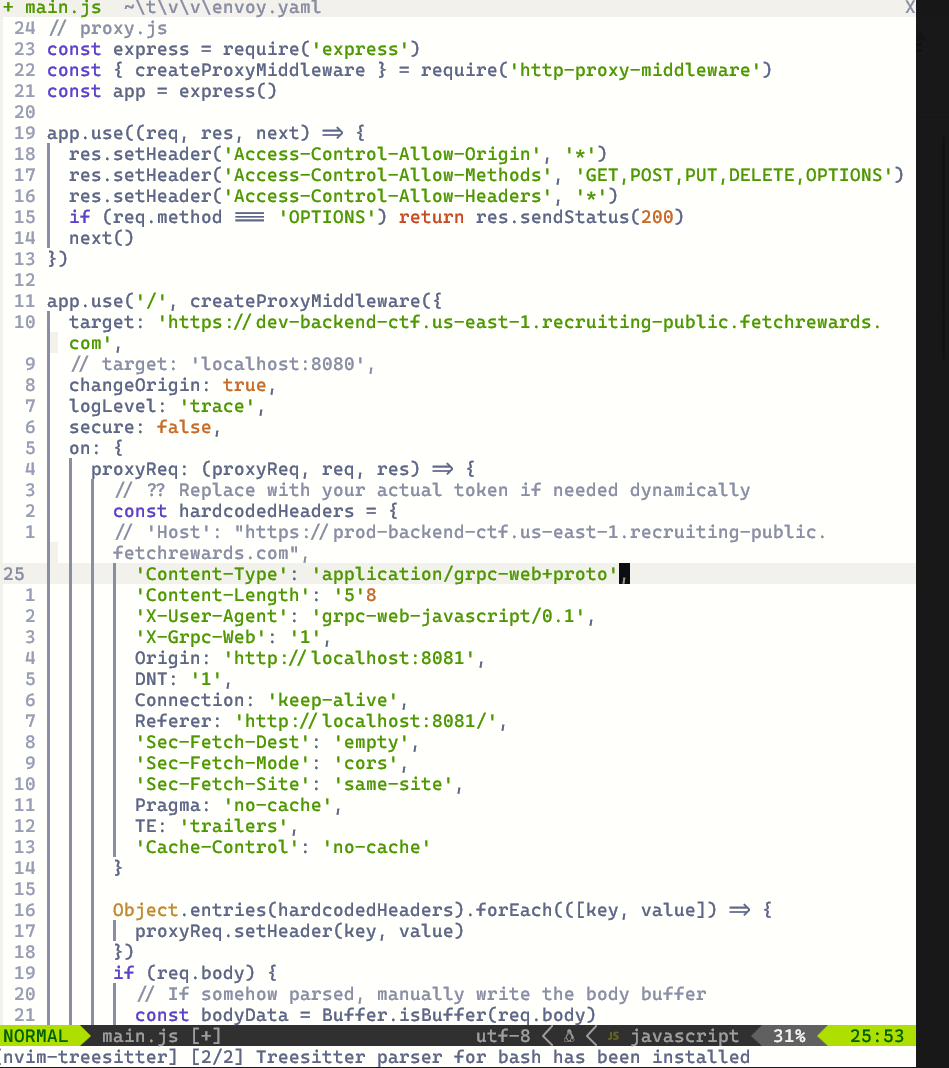 + main.js  ~\t\v\v\envoy.yaml X
24 // proxy.js
23 const express = require('express')
22 const { createProxyMiddleware } = require('http-proxy-middleware')
21 const app = express()
20
19 app.use((req, res, next) => {
18   res.setHeader('Access-Control-Allow-Origin', '*')
17   res.setHeader('Access-Control-Allow-Methods', 'GET,POST,PUT,DELETE,OPTIONS')
16   res.setHeader('Access-Control-Allow-Headers', '*')
15   if (req.method === 'OPTIONS') return res.sendStatus(200)
14   next()
13 })
12
11 app.use('/', createProxyMiddleware({
10   target: 'https://dev-backend-ctf.us-east-1.recruiting-public.fetchrewards.
com',
9   // target: 'localhost:8080',
8   changeOrigin: true,
7   logLevel: 'trace',
6   secure: false,
5   on: {
4     proxyReq: (proxyReq, req, res) => {
3       // ?? Replace with your actual token if needed dynamically
2       const hardcodedHeaders = {
1       // 'Host': "https://prod-backend-ctf.us-east-1.recruiting-public.
fetchrewards.com",
25         'Content-Type': 'application/grpc-web+proto',
1         'Content-Length': '5'8
2         'X-User-Agent': 'grpc-web-javascript/0.1',
3         'X-Grpc-Web': '1',
4         Origin: 'http://localhost:8081',
5         DNT: '1',
6         Connection: 'keep-alive',
7         Referer: 'http://localhost:8081/',
8         'Sec-Fetch-Dest': 'empty',
9         'Sec-Fetch-Mode': 'cors',
10         'Sec-Fetch-Site': 'same-site',
11         Pragma: 'no-cache',
12         TE: 'trailers',
13         'Cache-Control': 'no-cache'
14       }
15
16       Object.entries(hardcodedHeaders).forEach(([key, value]) => {
17         proxyReq.setHeader(key, value)
18       })
19       if (req.body) {
20         // If somehow parsed, manually write the body buffer
21         const bodyData = Buffer.isBuffer(req.body)
NORMAL main.js [+] utf-8 < < JS javascript 31% 25:53
[nvim-treesitter] [2/2] Treesitter parser for bash has been installed